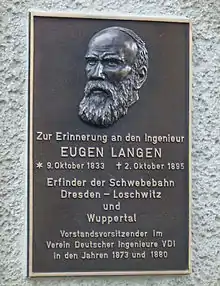 Zur Erinnerung an den Ingenieur
EUGEN LANGEN
* 9. Oktober 1833 † 2. Oktober 1895
Erfinder der Schwebebahn
Dresden – Loschwitz
und
Wuppertal
Vorstandsvorsitzender im
Verein Deutscher Ingenieure VDI
in den Jahren 1873 und 1880